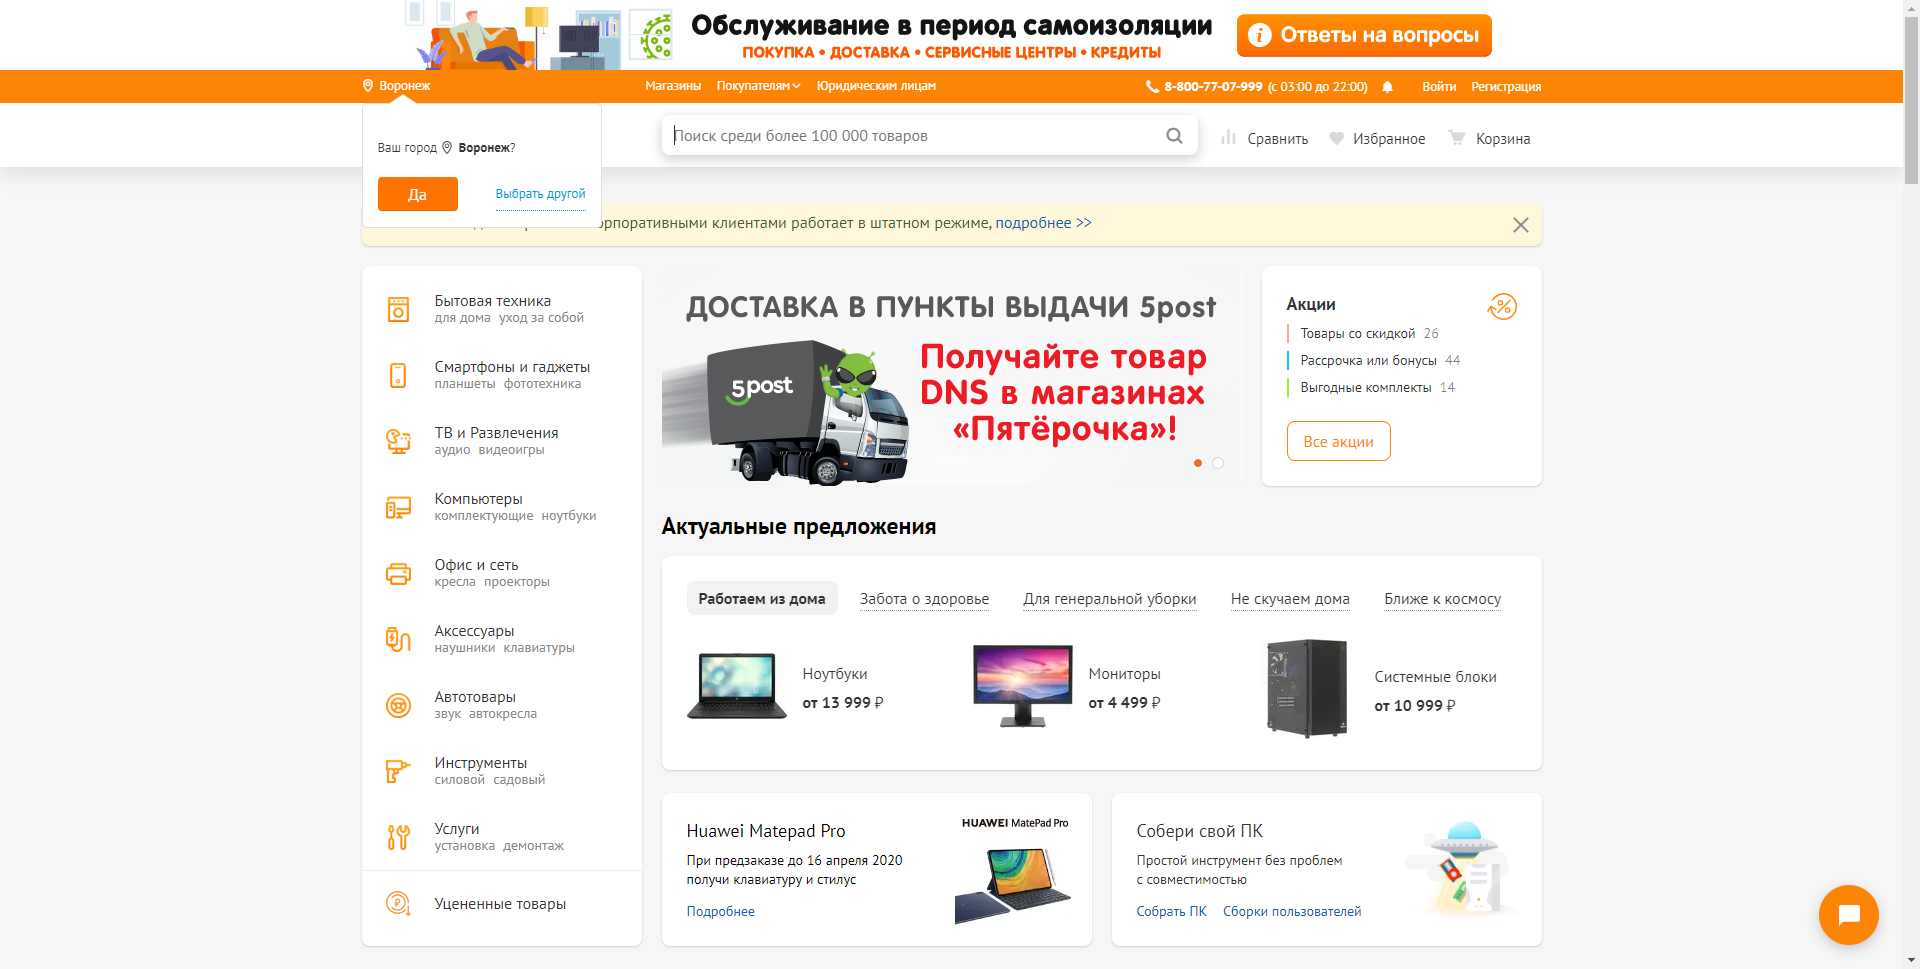 Обслуживание в период самоизоляции
ПОКУПКА • ДОСТАВКА • СЕРВИСНЫЕ ЦЕНТРЫ • КРЕДИТЫ
Ответы на вопросы
Воронеж
Магазины
Покупателям
Юридическим лицам
8-800-77-07-999 (с 03:00 до 22:00)
Войти
Регистрация
Ваш город Воронеж?
Да
Выбрать другой
Поиск среди более 100 000 товаров
Сравнить
Избранное
Корзина
орпоративными клиентами работает в штатном режиме, подробнее >>
Бытовая техника
для дома уход за собой
Смартфоны и гаджеты
планшеты фототехника
ТВ и Развлечения
аудио видеоигры
Компьютеры
комплектующие ноутбуки
Офис и сеть
кресла проекторы
Аксессуары
наушники клавиатуры
Автотовары
звук автокресла
Инструменты
силовой садовый
Услуги
установка демонтаж
Уцененные товары
ДОСТАВКА В ПУНКТЫ ВЫДАЧИ 5post
5post
Получайте товар
DNS в магазинах
«Пятёрочка»!
Акции
Товары со скидкой 26
Рассрочка или бонусы 44
Выгодные комплекты 14
Все акции
Актуальные предложения
Работаем из дома
Забота о здоровье
Для генеральной уборки
Не скучаем дома
Ближе к космосу
Ноутбуки
от 13 999 ₽
Мониторы
от 4 499 ₽
Системные блоки
от 10 999 ₽
Huawei Matepad Pro
При предзаказе до 16 апреля 2020
получи клавиатуру и стилус
Подробнее
HUAWEI MatePad Pro
Собери свой ПК
Простой инструмент без проблем
с совместимостью
Собрать ПК
Сборки пользователей